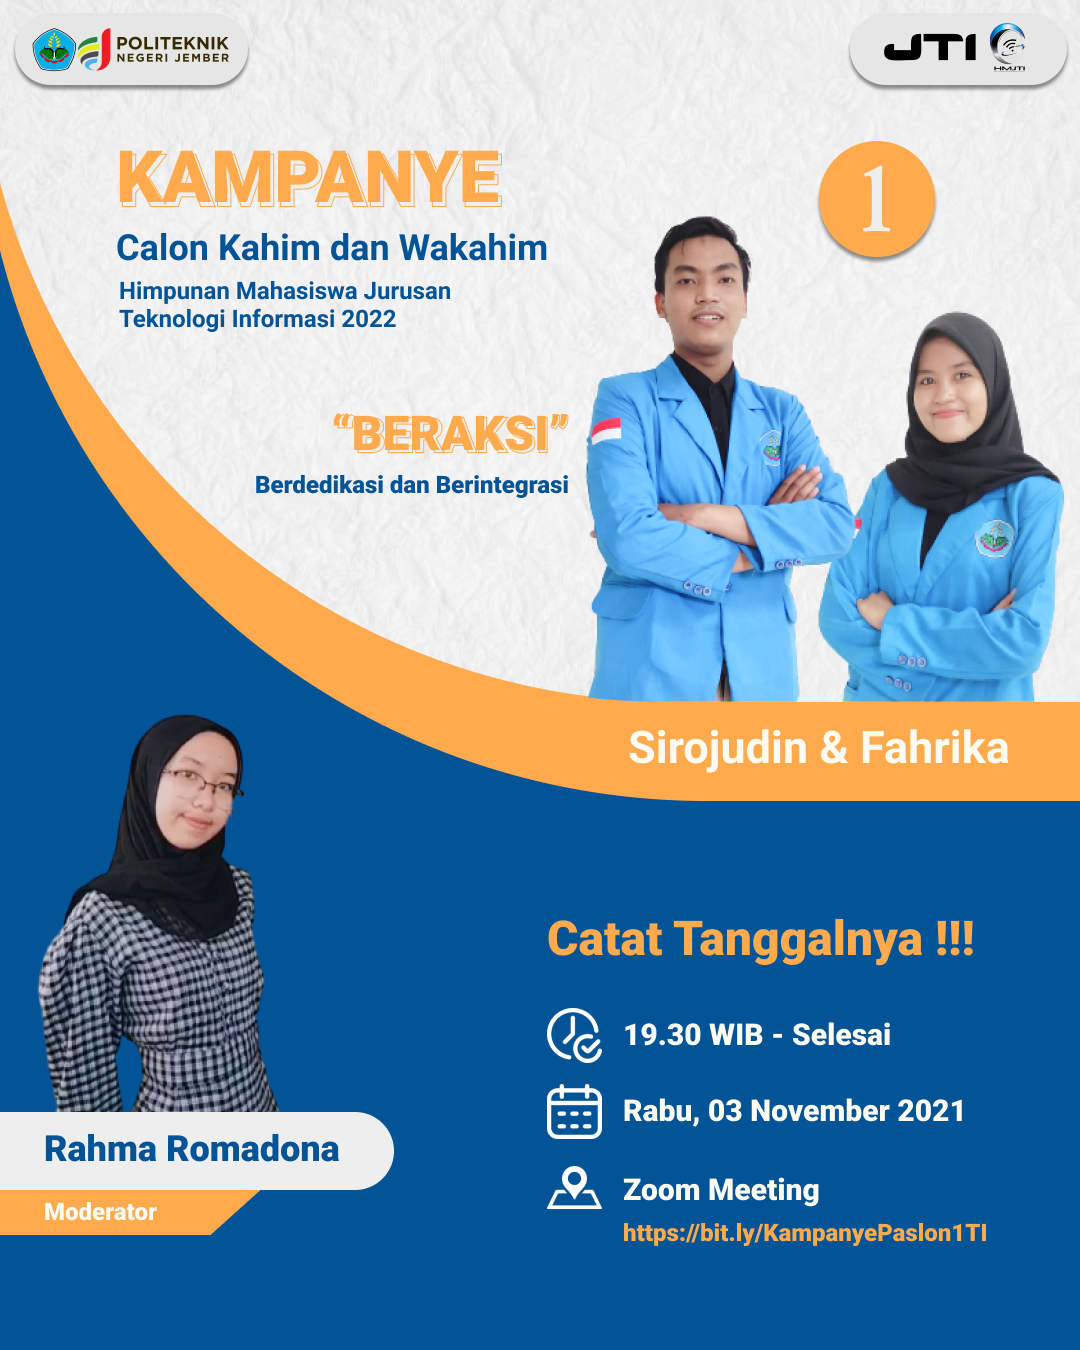 POLITEKNIK
NEGERI JEMBER
JTI
HMJTI
KAMPANYE
Calon Kahim dan Wakahim
Himpunan Mahasiswa Jurusan
Teknologi Informasi 2022
1
“BERAKSI”
Berdedikasi dan Berintegrasi
Sirojudin & Fahrika
Rahma Romadona
Moderator
Catat Tanggalnya !!!
19.30 WIB - Selesai
Rabu, 03 November 2021
Zoom Meeting
https://bit.ly/KampanyePaslon1TI